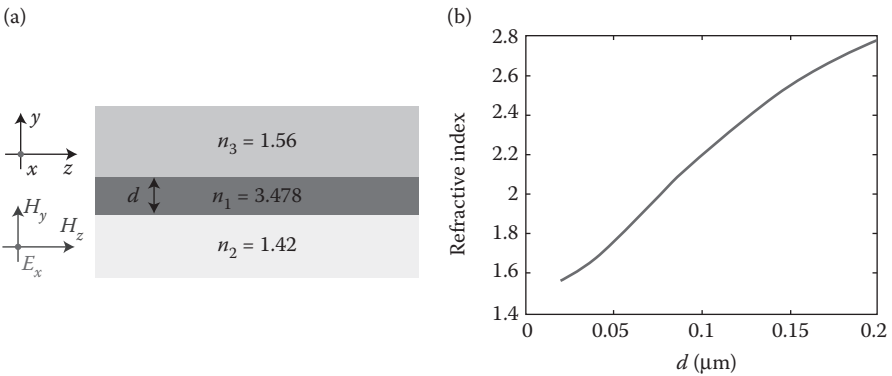 (a)
y
x
z
H_y
H_z
E_x
d
n_3 = 1.56
n_1 = 3.478
n_2 = 1.42
(b)
Refractive index
2.8
2.6
2.4
2.2
2
1.8
1.6
1.4
0
0.05
0.1
0.15
0.2
d (μm)